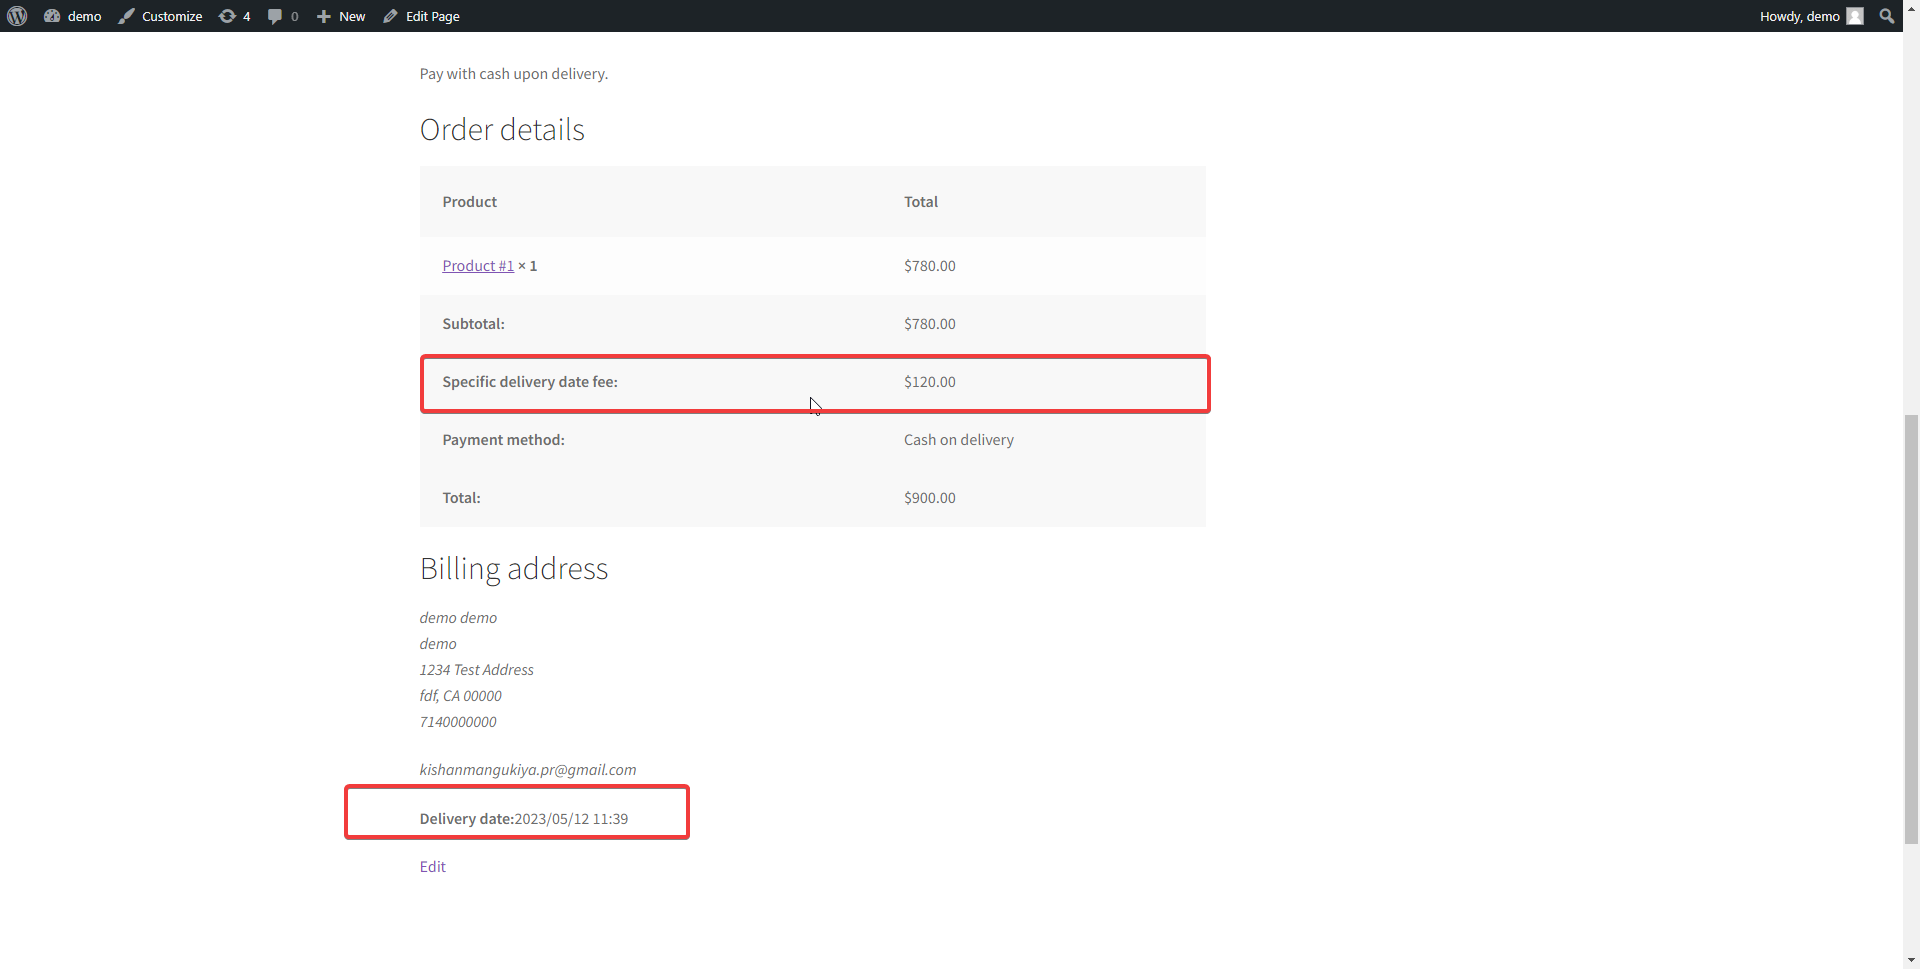 demo Customize 4 0 New Edit Page Howdy, demo
Pay with cash upon delivery.
Order details
Product Total
Product #1 × 1 $780.00
Subtotal: $780.00
Specific delivery date fee: $120.00
Payment method: Cash on delivery
Total: $900.00
Billing address
demo demo
demo
1234 Test Address
fdf, CA 00000
7140000000
kishanmangukiya.pr@gmail.com
Delivery date:2023/05/12 11:39
Edit